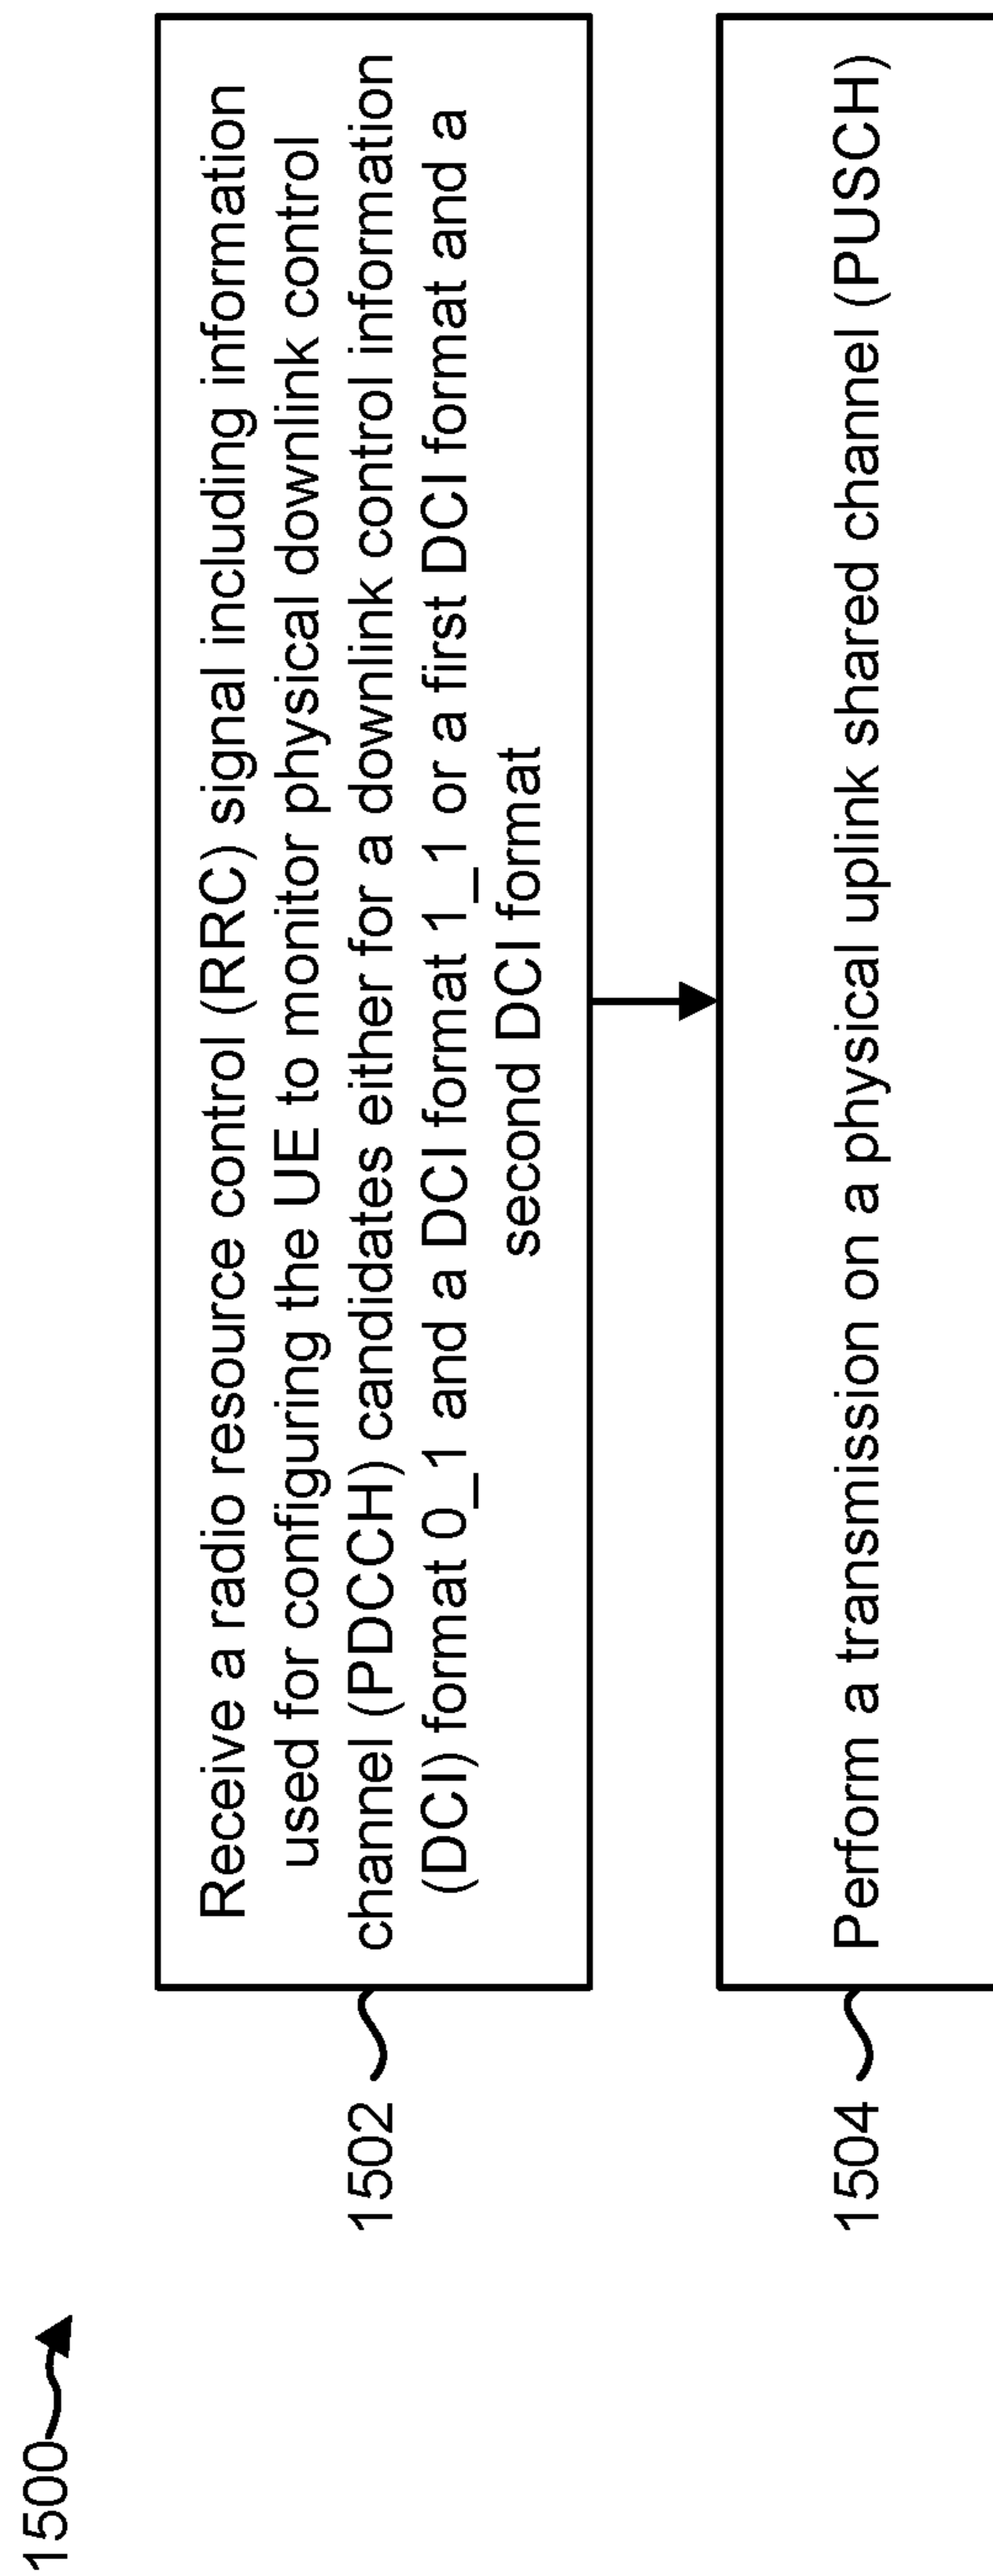 1500
1502
Receive a radio resource control (RRC) signal including information
used for configuring the UE to monitor physical downlink control
channel (PDCCH) candidates either for a downlink control information
(DCI) format 0_1 and a DCI format 1_1 or a first DCI format and a
second DCI format
1504
Perform a transmission on a physical uplink shared channel (PUSCH)